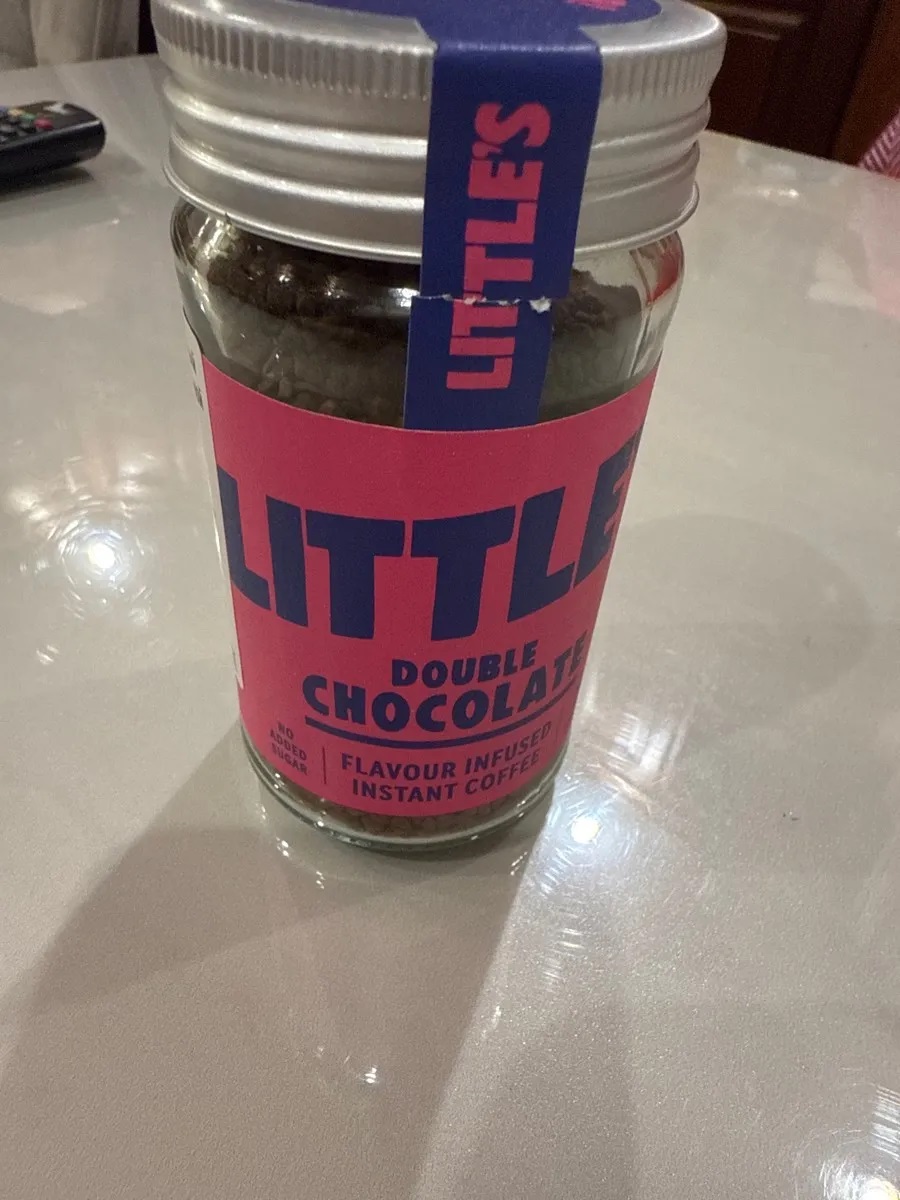 LITTLE'S
LITTLE
DOUBLE
CHOCOLATE
NO
ADDED
SUGAR
FLAVOUR INFUSED
INSTANT COFFEE